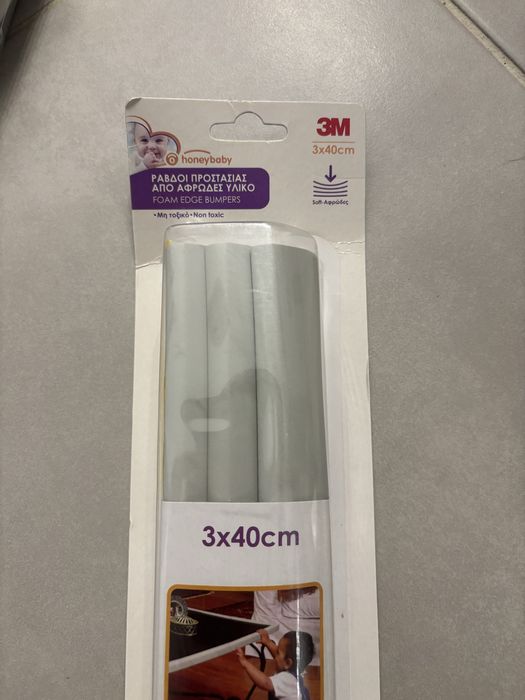 honeybaby
3M
3x40cm
ΡΑΒΔΟΙ ΠΡΟΣΤΑΣΙΑΣ
ΑΠΟ ΑΦΡΩΔΕΣ ΥΛΙΚΟ
FOAM EDGE BUMPERS
•Μη τοξικό •Non toxic
Soft-Αφρώδες
3x40cm